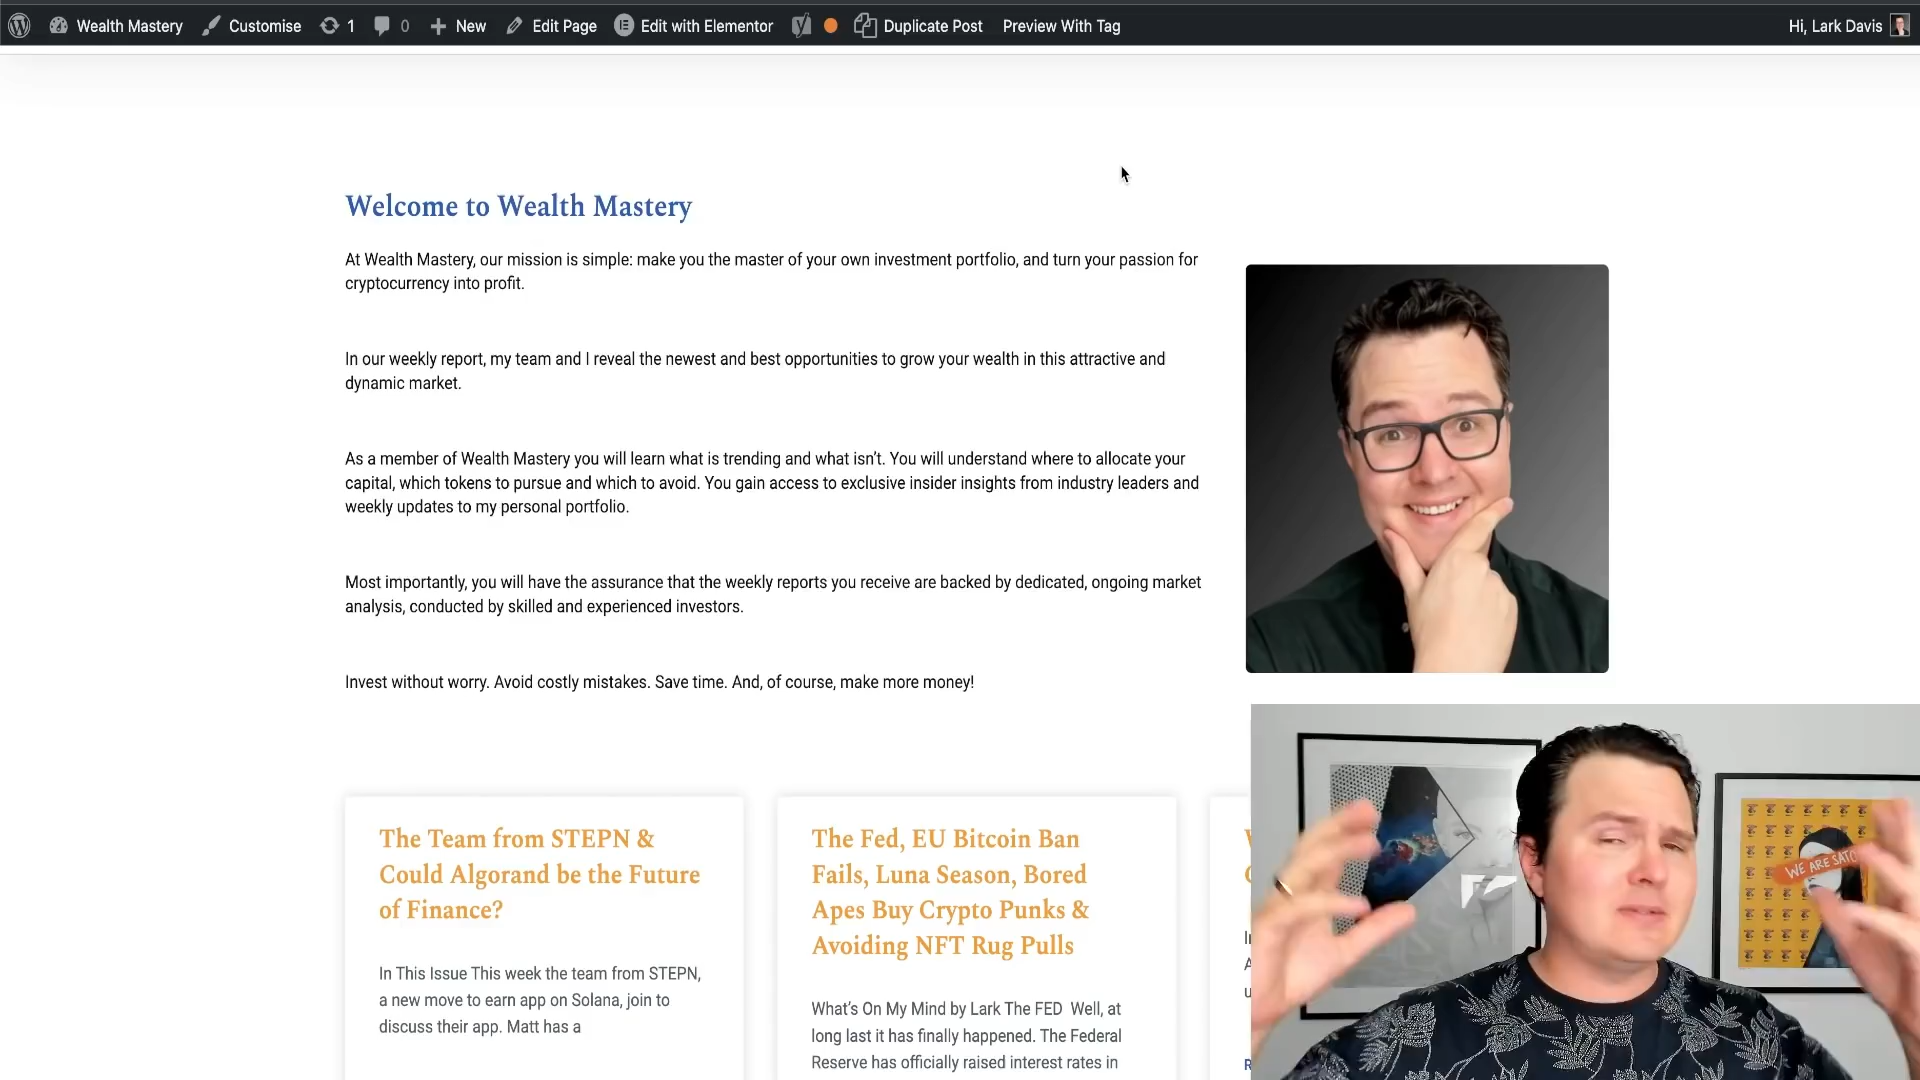 Wealth Mastery Customise 1 0 New Edit Page Edit with Elementor Duplicate Post Preview With Tag Hi, Lark Davis
Welcome to Wealth Mastery
At Wealth Mastery, our mission is simple: make you the master of your own investment portfolio, and turn your passion for
cryptocurrency into profit.
In our weekly report, my team and I reveal the newest and best opportunities to grow your wealth in this attractive and
dynamic market.
As a member of Wealth Mastery you will learn what is trending and what isn't. You will understand where to allocate your
capital, which tokens to pursue and which to avoid. You gain access to exclusive insider insights from industry leaders and
weekly updates to my personal portfolio.
Most importantly, you will have the assurance that the weekly reports you receive are backed by dedicated, ongoing market
analysis, conducted by skilled and experienced investors.
Invest without worry. Avoid costly mistakes. Save time. And, of course, make more money!
The Team from STEPN &
Could Algorand be the Future
of Finance?
In This Issue This week the team from STEPN,
a new move to earn app on Solana, join to
discuss their app. Matt has a
The Fed, EU Bitcoin Ban
Fails, Luna Season, Bored
Apes Buy Crypto Punks &
Avoiding NFT Rug Pulls
What's On My Mind by Lark The FED Well, at
long last it has finally happened. The Federal
Reserve has officially raised interest rates in
WE ARE SATO